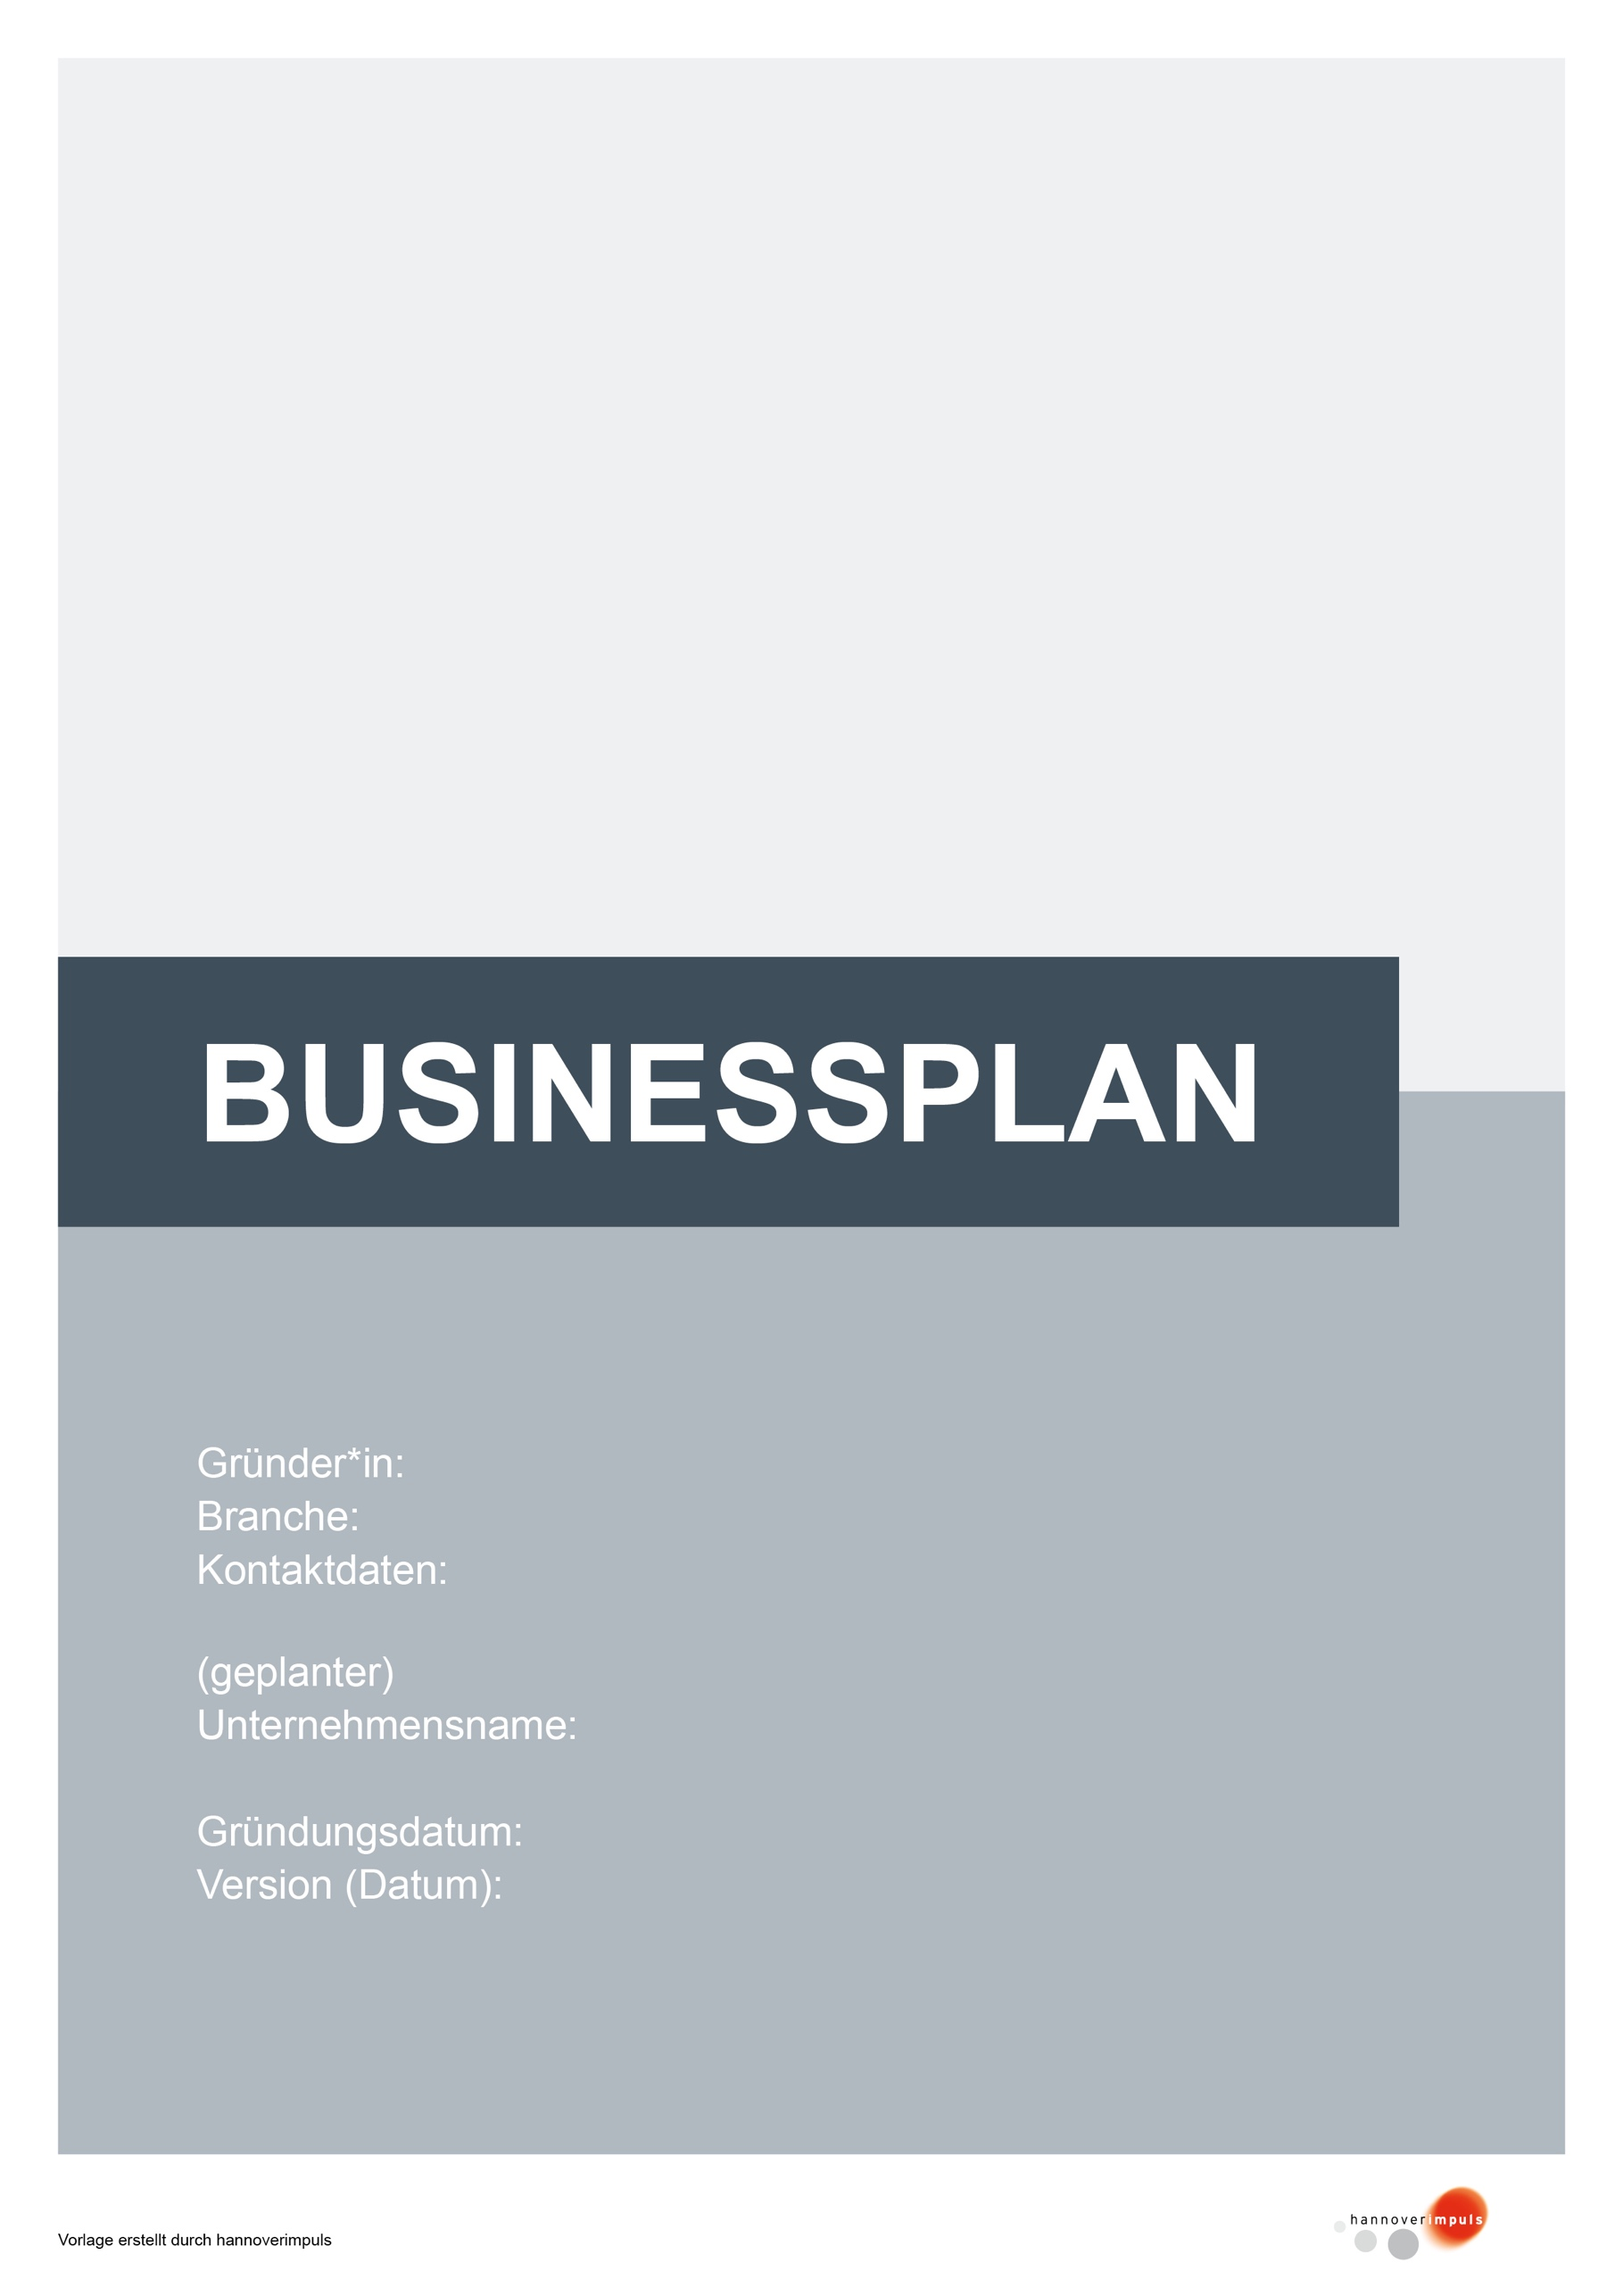 BUSINESSPLAN
Gründer*in:
Branche:
Kontaktdaten:
(geplanter)
Unternehmensname:
Gründungsdatum:
Version (Datum):
Vorlage erstellt durch hannoverimpuls
hannoverimpuls